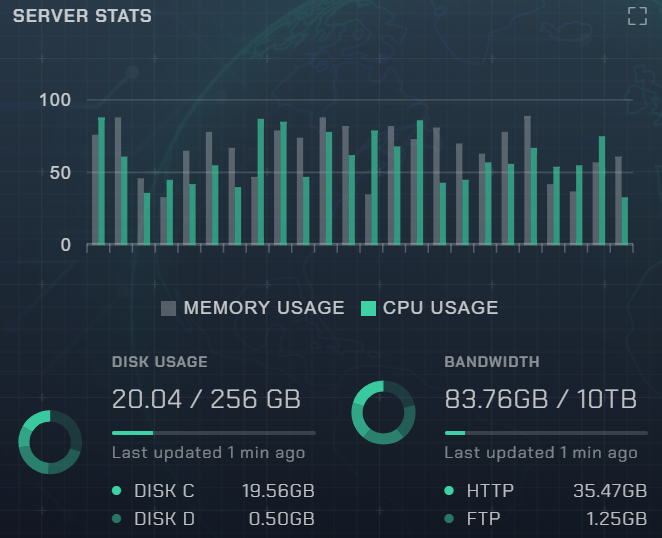 SERVER STATS
100
50
0
MEMORY USAGE CPU USAGE
DISK USAGE
20.04 / 256 GB
Last updated 1 min ago
DISK C 19.56GB
DISK D 0.50GB
BANDWIDTH
83.76GB / 10TB
Last updated 1 min ago
HTTP 35.47GB
FTP 1.25GB